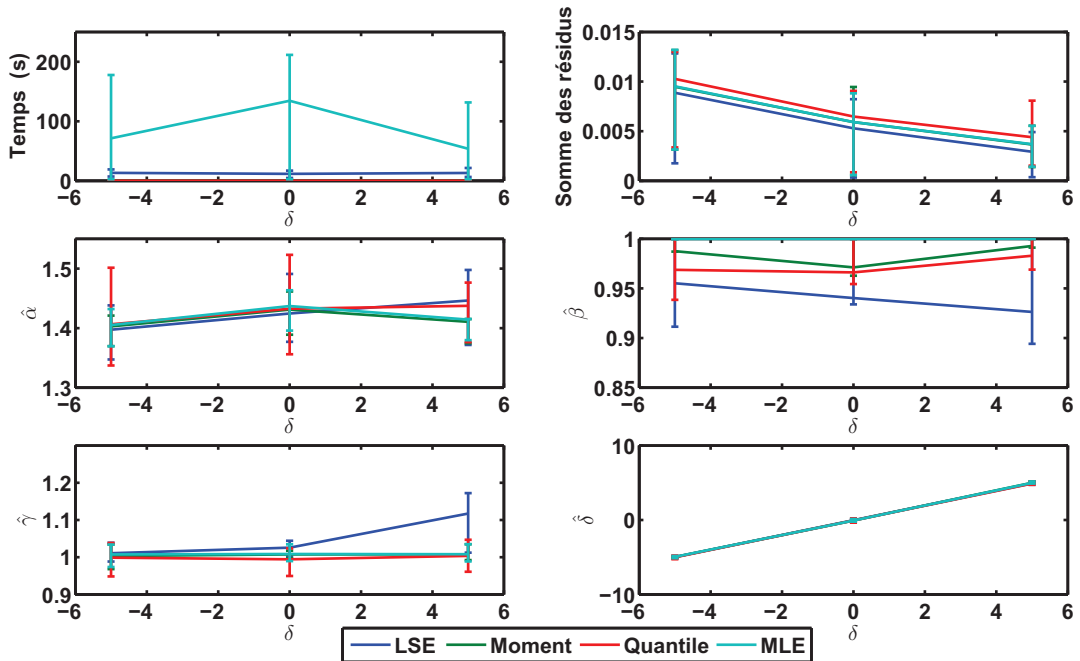 Temps (s)
200
100
0
−6 −4 −2 0 2 4 6
δ
Somme des résidus
0.015
0.01
0.005
0
−6 −4 −2 0 2 4 6
δ
α̂
1.5
1.4
1.3
−6 −4 −2 0 2 4 6
δ
β̂
1
0.95
0.9
0.85
−6 −4 −2 0 2 4 6
δ
γ̂
1.2
1.1
1
0.9
−6 −4 −2 0 2 4 6
δ
δ̂
10
0
−10
−6 −4 −2 0 2 4 6
δ
LSE Moment Quantile MLE